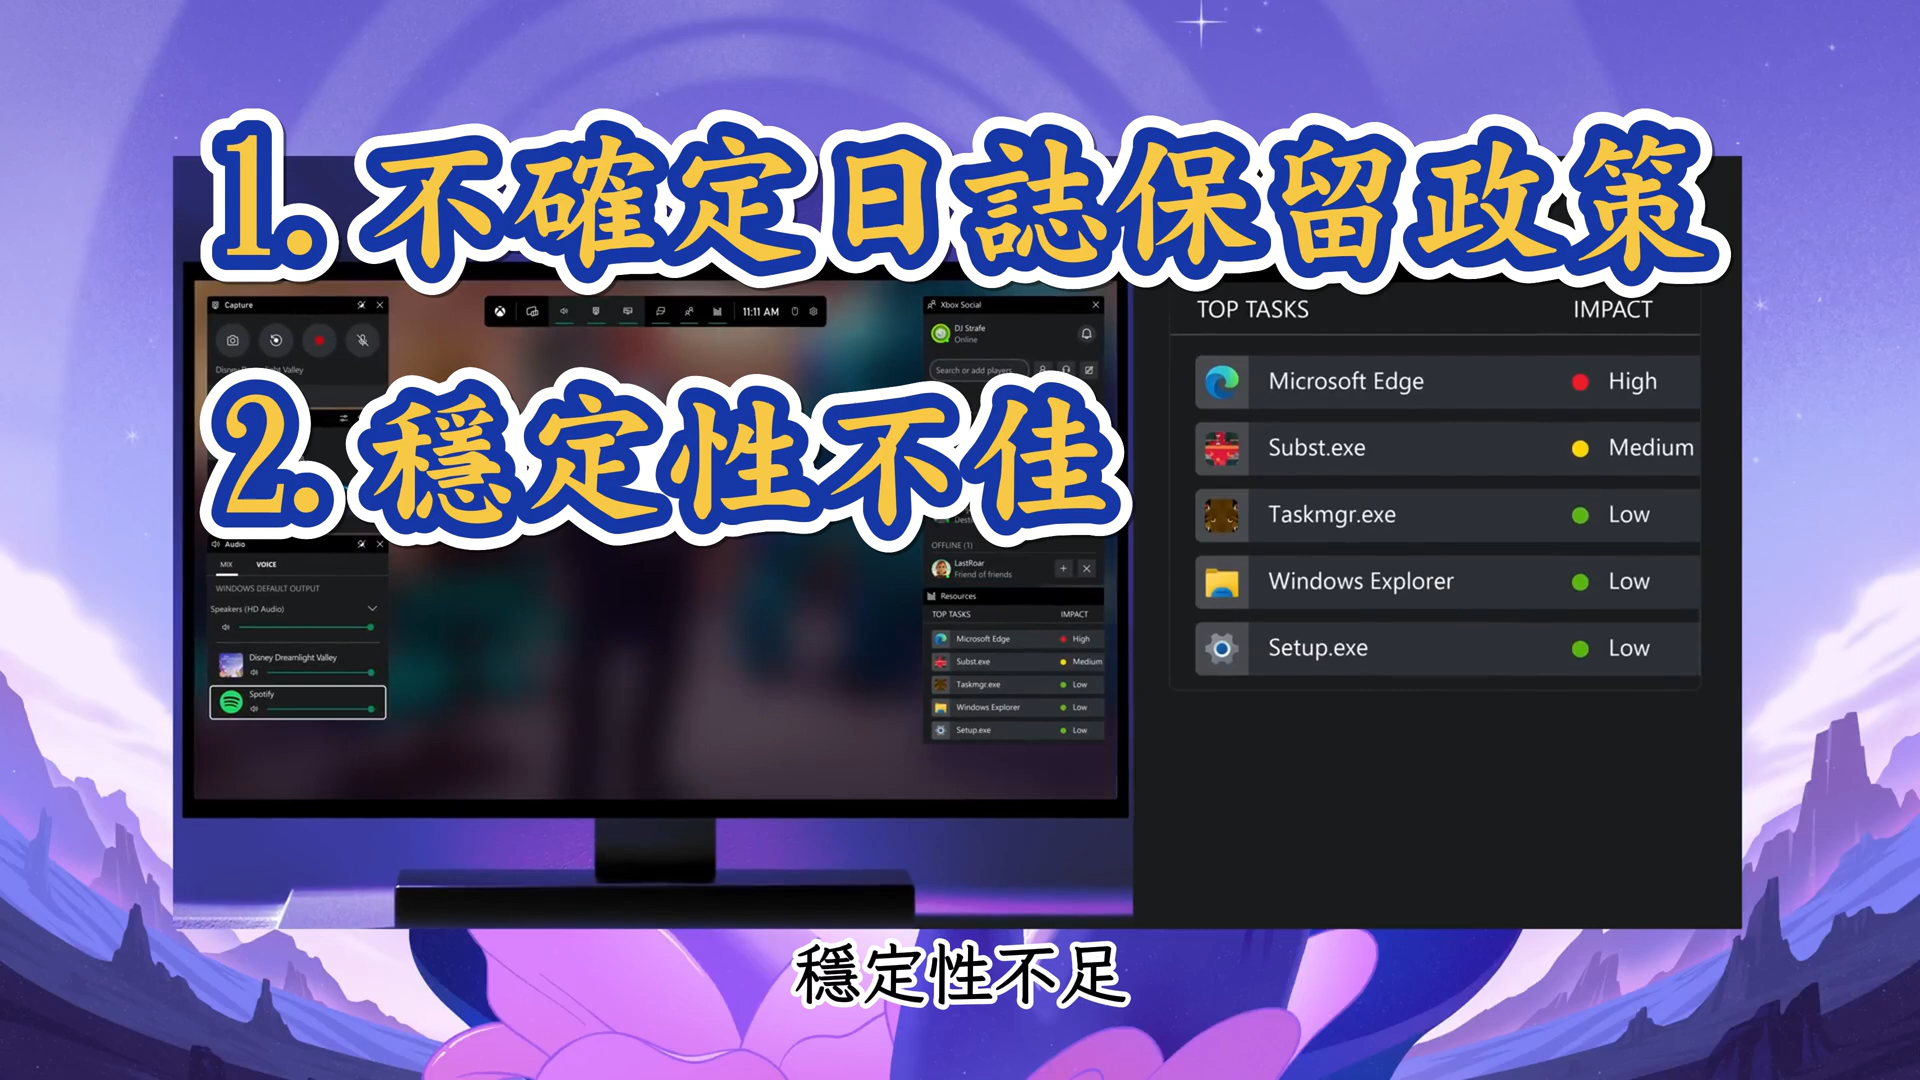 1.不確定日誌保留政策
2.穩定性不佳
Capture
Disney Dreamlight Valley
11:11 AM
Xbox Social
DJ Strafe
Online
Search or add players
OFFLINE (1)
LastRoar
Friend of friends
Audio
MIX VOICE
WINDOWS DEFAULT OUTPUT
Speakers (HD Audio)
Disney Dreamlight Valley
Spotify
Resources
TOP TASKS IMPACT
Microsoft Edge High
Subst.exe Medium
Taskmgr.exe Low
Windows Explorer Low
Setup.exe Low
TOP TASKS IMPACT
Microsoft Edge High
Subst.exe Medium
Taskmgr.exe Low
Windows Explorer Low
Setup.exe Low
穩定性不足